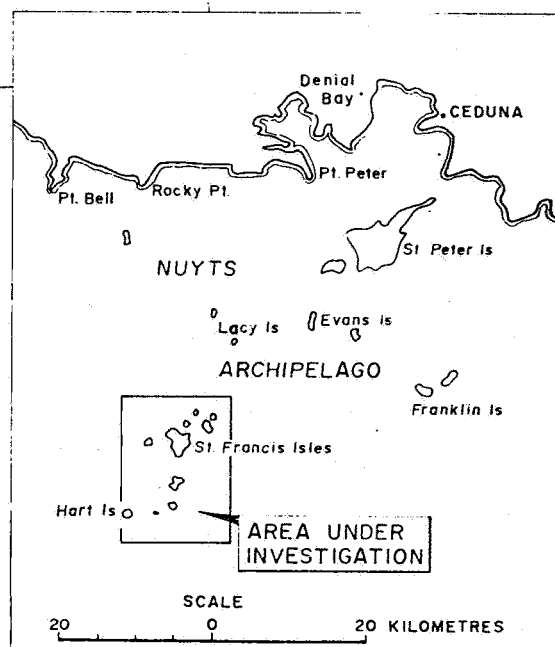 Denial
Bay
CEDUNA
Pt. Peter
Pt. Bell
Rocky Pt.
St. Peter Is
NUYTS
Lacy Is
Evans Is
ARCHIPELAGO
Franklin Is
St. Francis Isles
Hart Is
AREA UNDER
INVESTIGATION
SCALE
20 0 20 KILOMETRES